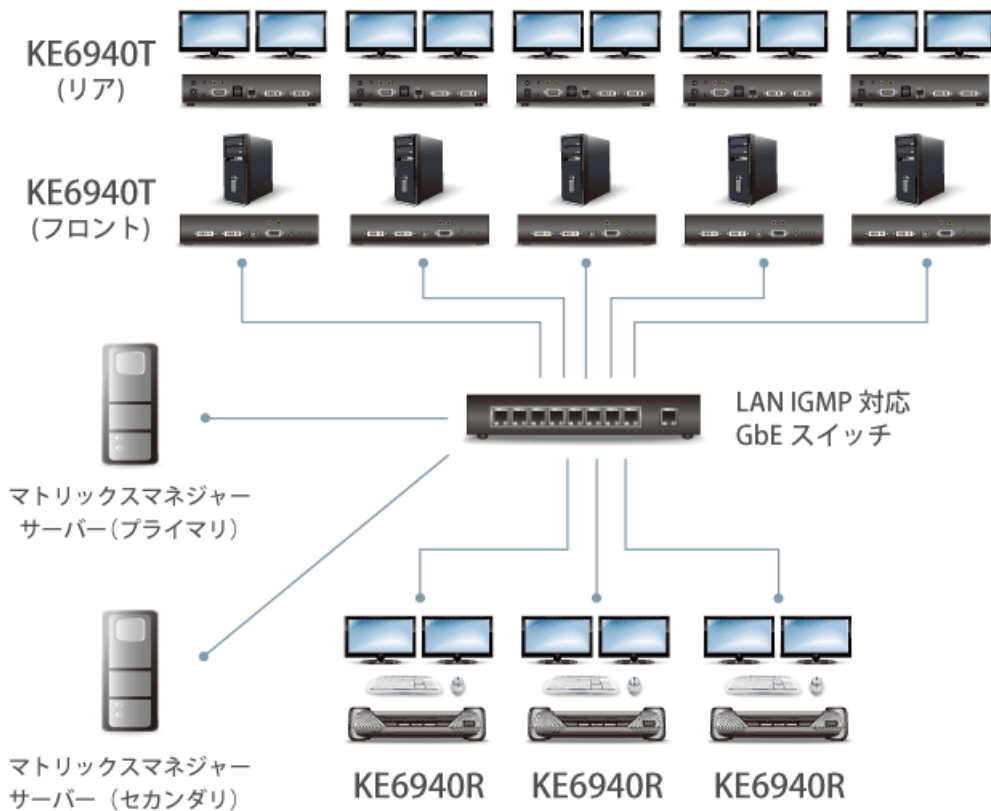 KE6940T
(リア)
KE6940T
(フロント)
LAN IGMP 対応
GbE スイッチ
マトリックスマネジャー
サーバー(プライマリ)
マトリックスマネジャー
サーバー (セカンダリ)
KE6940R KE6940R KE6940R